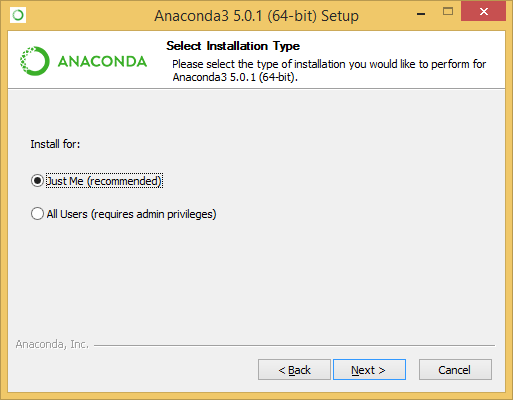 Anaconda3 5.0.1 (64-bit) Setup
ANACONDA
Select Installation Type
Please select the type of installation you would like to perform for
Anaconda3 5.0.1 (64-bit).
Install for:
Just Me (recommended)
All Users (requires admin privileges)
Anaconda, Inc.
< Back
Next >
Cancel